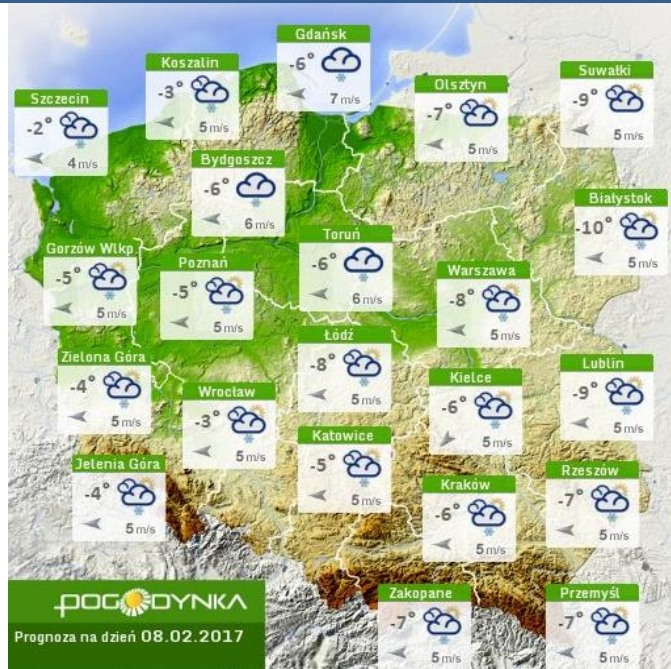 Gdańsk
-6°
7 m/s
Koszalin
-3°
5 m/s
Suwałki
-9°
5 m/s
Olsztyn
-7°
5 m/s
Szczecin
-2°
4 m/s
Bydgoszcz
-6°
6 m/s
Białystok
-10°
5 m/s
Toruń
-6°
6 m/s
Gorzów Wlkp
-5°
5 m/s
Poznań
-5°
5 m/s
Warszawa
-8°
5 m/s
Łódź
-8°
5 m/s
Zielona Góra
-4°
5 m/s
Lublin
-9°
5 m/s
Kielce
-6°
5 m/s
Wrocław
-3°
5 m/s
Katowice
-5°
5 m/s
Jelenia Góra
-4°
5 m/s
Rzeszów
-7°
5 m/s
Kraków
-6°
5 m/s
Zakopane
-7°
5 m/s
Przemyśl
-7°
5 m/s
POGODYNKA
Prognoza na dzień 08.02.2017